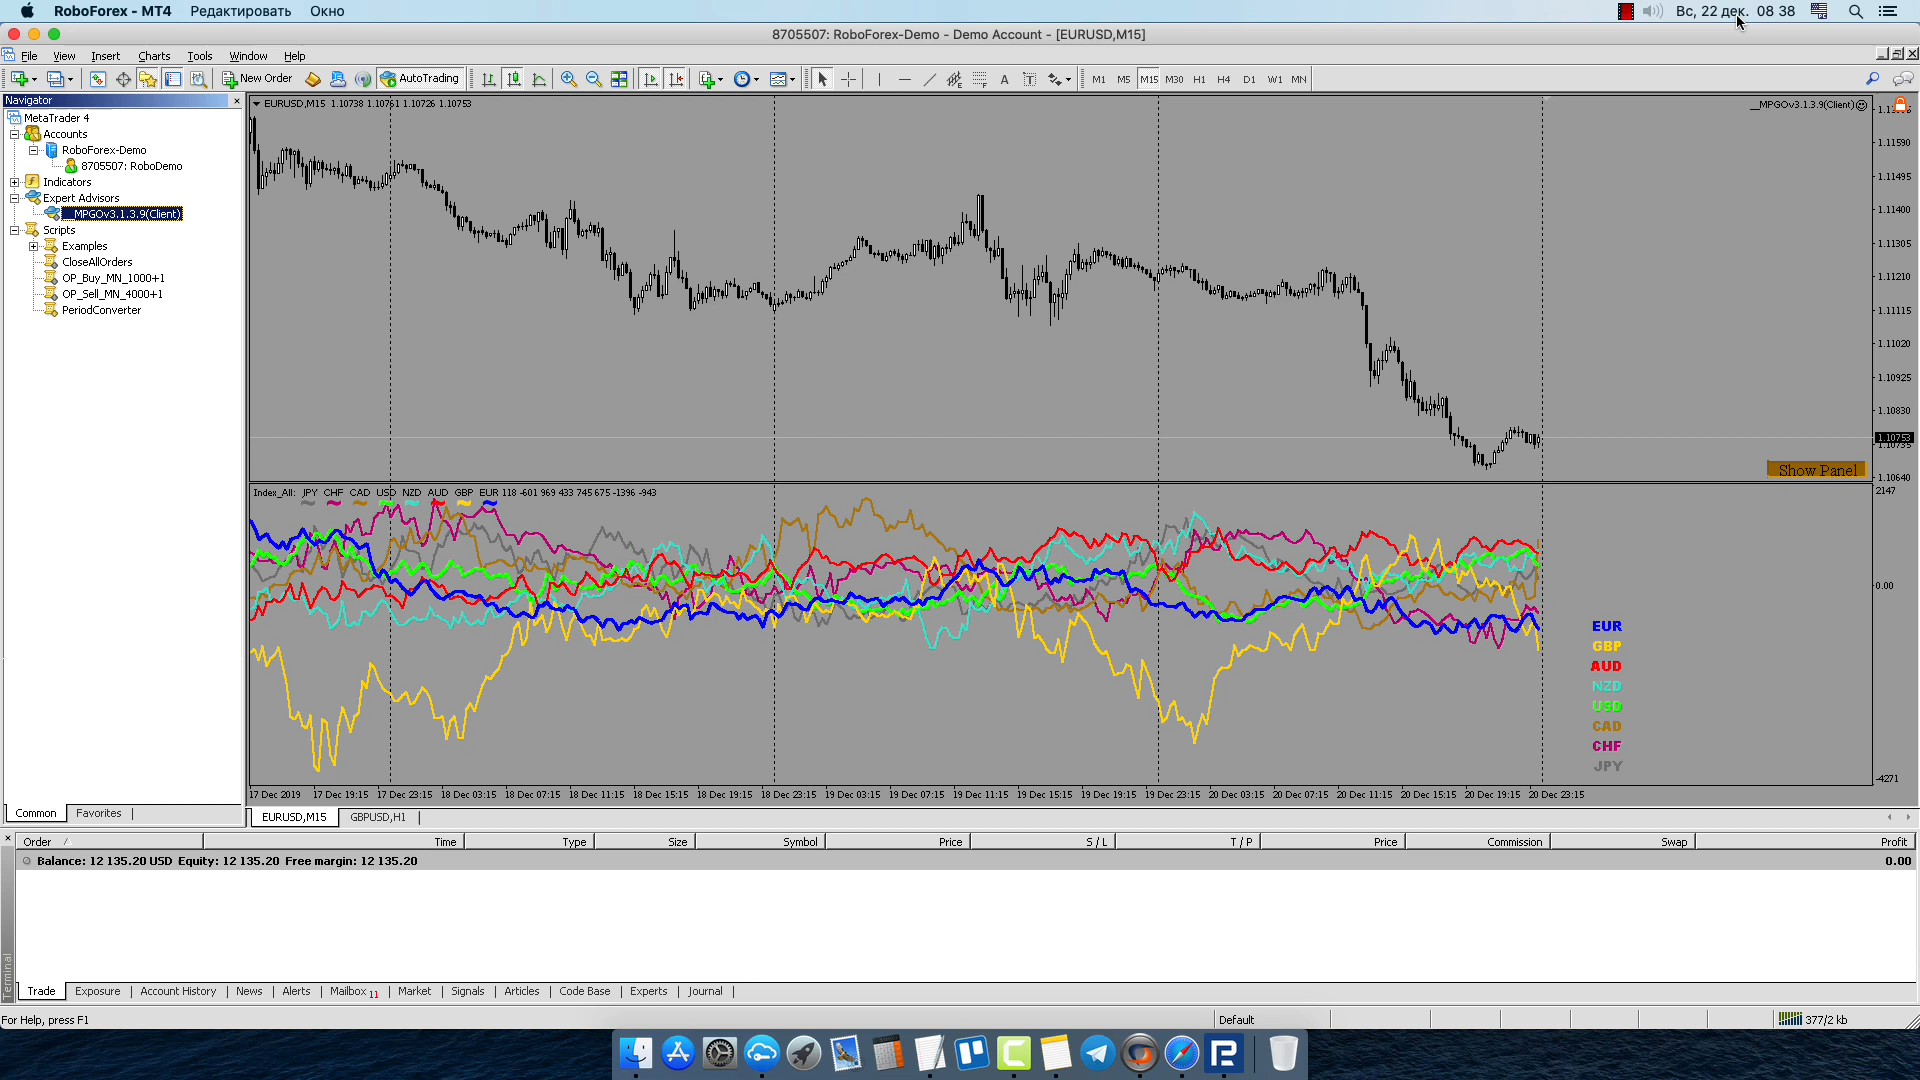 RoboForex - MT4 Редактировать Окно Вс, 22 дек. 08 38
8705507: RoboForex-Demo - Demo Account - [EURUSD,M15]
File View Insert Charts Tools Window Help
New Order AutoTrading A T M1 M5 M15 M30 H1 H4 D1 W1 MN
Navigator
MetaTrader 4
Accounts
RoboForex-Demo
8705507: RoboDemo
Indicators
Expert Advisors
__MPGOv3.1.3.9(Client)
Scripts
Examples
CloseAllOrders
OP_Buy_MN_1000+1
OP_Sell_MN_4000+1
PeriodConverter
Common Favorites
EURUSD,M15 1.10738 1.10761 1.10726 1.10753
__MPGOv3.1.3.9(Client)
1.11590
1.11495
1.11400
1.11305
1.11210
1.11115
1.11020
1.10925
1.10830
1.10753
1.10735
1.10640
Show Panel
Index_All: JPY CHF CAD USD NZD AUD GBP EUR 118 -601 969 433 745 675 -1396 -943
2147
0.00
-4271
EUR
GBP
AUD
NZD
USD
CAD
CHF
JPY
17 Dec 2019 17 Dec 19:15 17 Dec 23:15 18 Dec 03:15 18 Dec 07:15 18 Dec 11:15 18 Dec 15:15 18 Dec 19:15 18 Dec 23:15 19 Dec 03:15 19 Dec 07:15 19 Dec 11:15 19 Dec 15:15 19 Dec 19:15 19 Dec 23:15 20 Dec 03:15 20 Dec 07:15 20 Dec 11:15 20 Dec 15:15 20 Dec 19:15 20 Dec 23:15
EURUSD,M15 GBPUSD,H1
Order Time Type Size Symbol Price S / L T / P Price Commission Swap Profit
Balance: 12 135.20 USD Equity: 12 135.20 Free margin: 12 135.20 0.00
Terminal
Trade Exposure Account History News Alerts Mailbox 11 Market Signals Articles Code Base Experts Journal
For Help, press F1 Default 377/2 kb